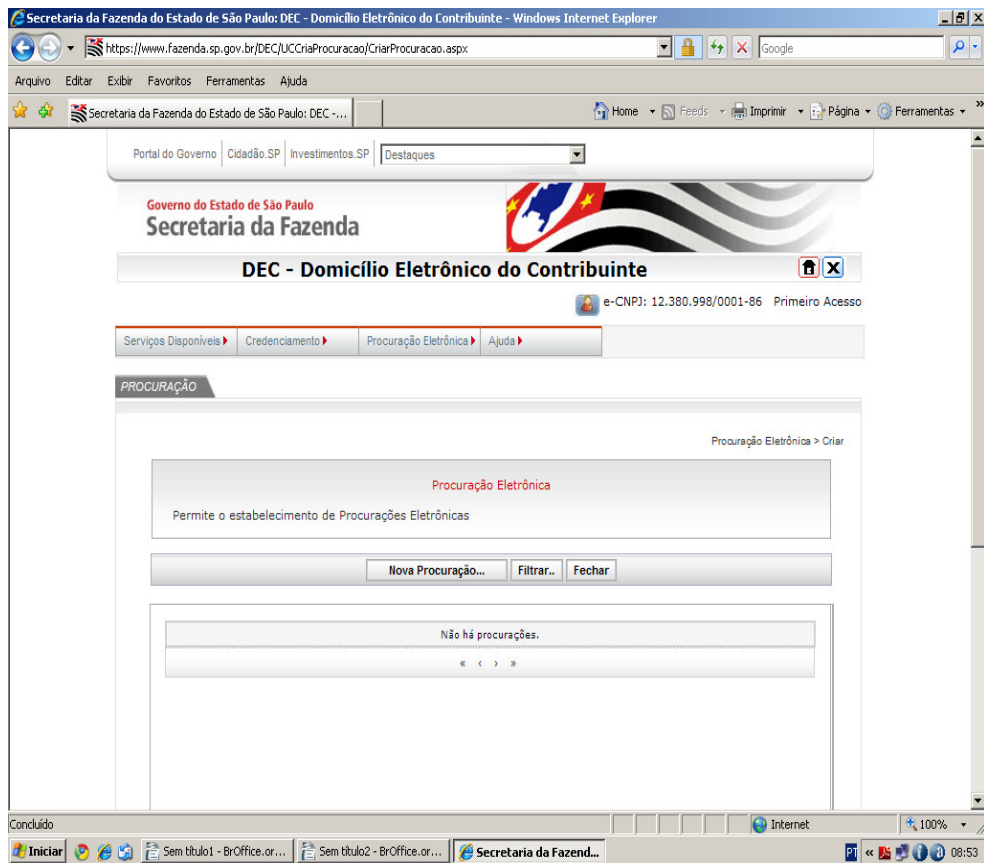 Secretaria da Fazenda do Estado de São Paulo: DEC - Domicílio Eletrônico do Contribuinte - Windows Internet Explorer
https://www.fazenda.sp.gov.br/DEC/UCCriaProcuracao/CriarProcuracao.aspx
Google
Arquivo Editar Exibir Favoritos Ferramentas Ajuda
Secretaria da Fazenda do Estado de São Paulo: DEC -...
Home Feeds Imprimir Página Ferramentas »
Portal do Governo Cidadão.SP Investimentos.SP Destaques
Governo do Estado de São Paulo
Secretaria da Fazenda
DEC - Domicílio Eletrônico do Contribuinte
e-CNPJ: 12.380.998/0001-86 Primeiro Acesso
Serviços Disponíveis Credenciamento Procuração Eletrônica Ajuda
PROCURAÇÃO
Procuração Eletrônica > Criar
Procuração Eletrônica
Permite o estabelecimento de Procurações Eletrônicas
Nova Procuração... Filtrar.. Fechar
Não há procurações.
« ‹ › »
Concluído
Internet
100%
Iniciar
Sem título1 - BrOffice.or...
Sem título2 - BrOffice.or...
Secretaria da Fazend...
PT « 08:53